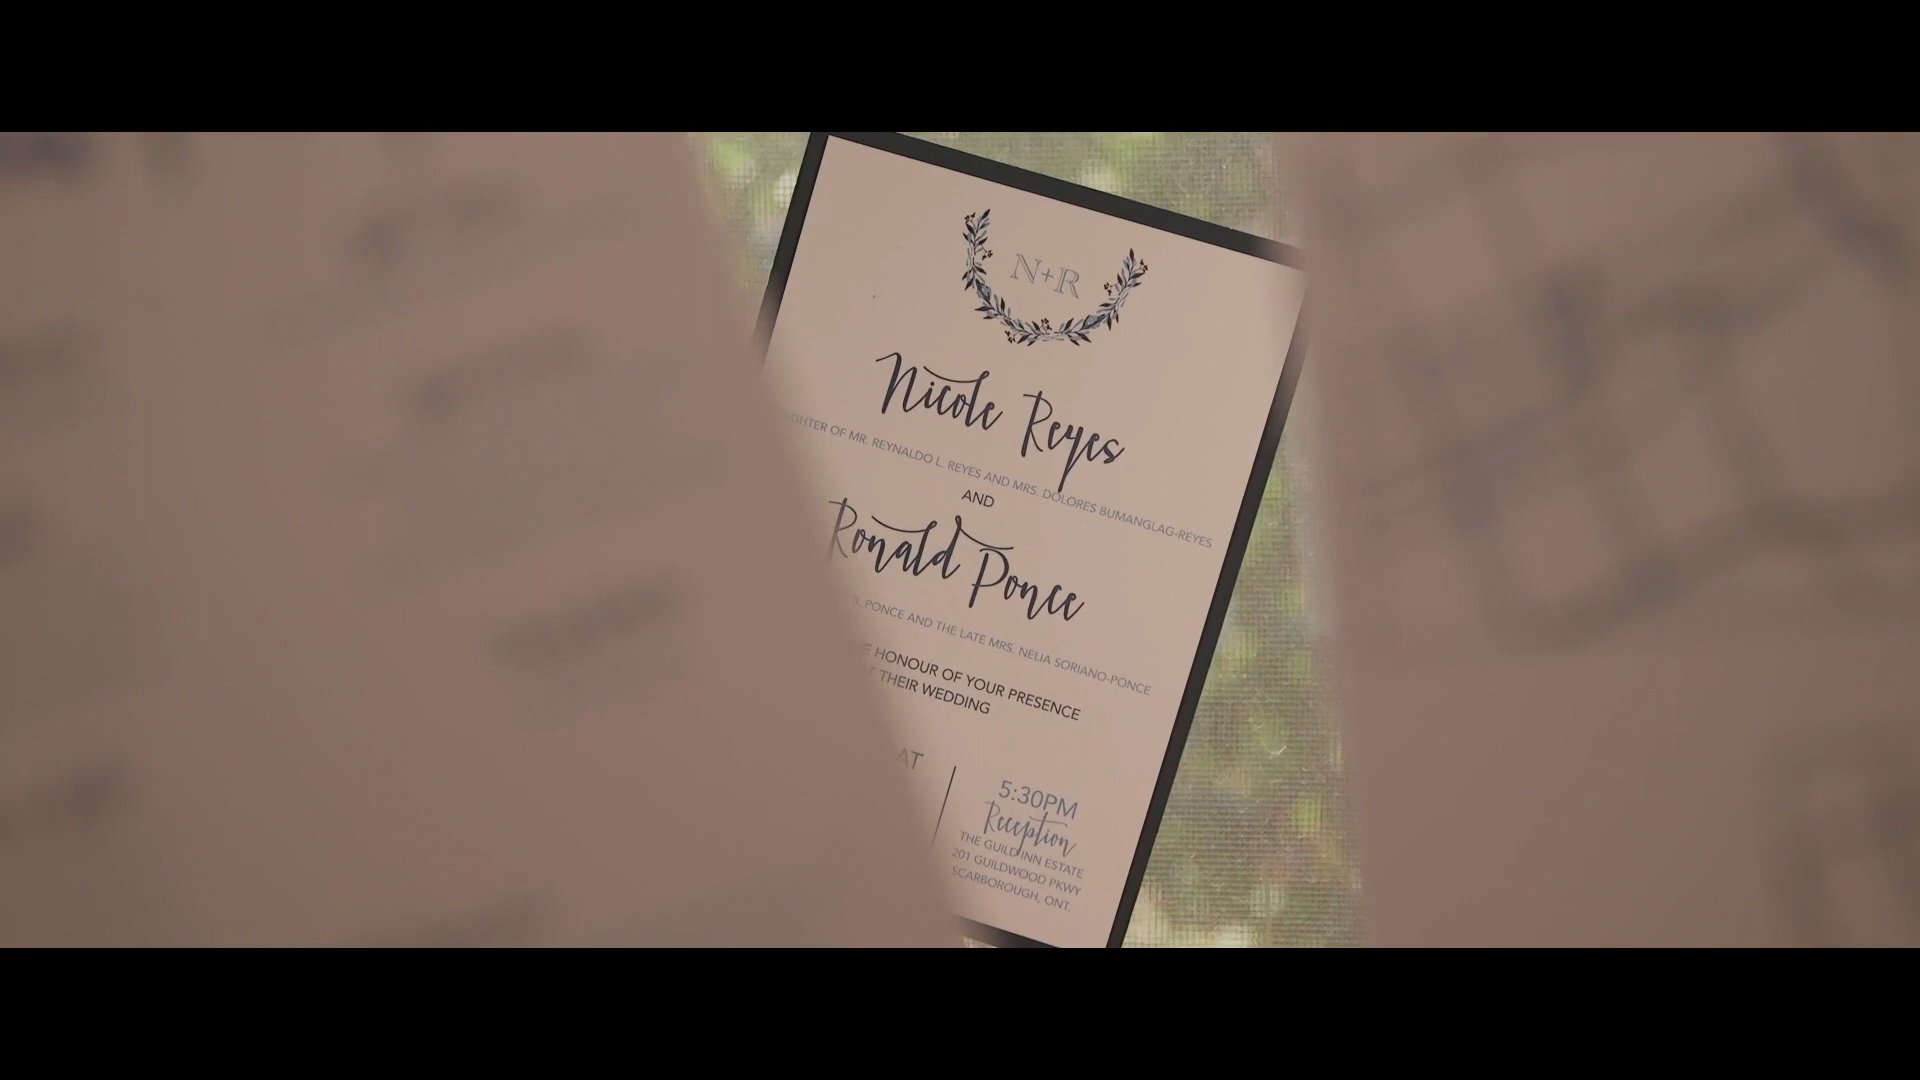 N+R
Nicole Reyes
OF MR. REYNALDO L. REYES AND MRS. DOLORES BUMANGLAG-REYES
AND
Ronald Ponce
PONCE AND THE LATE MRS. NELIA SORIANO-PONCE
HONOUR OF YOUR PRESENCE
THEIR WEDDING
AT
5:30PM
Reception
THE GUILD INN ESTATE
201 GUILDWOOD PKWY
SCARBOROUGH, ONT.